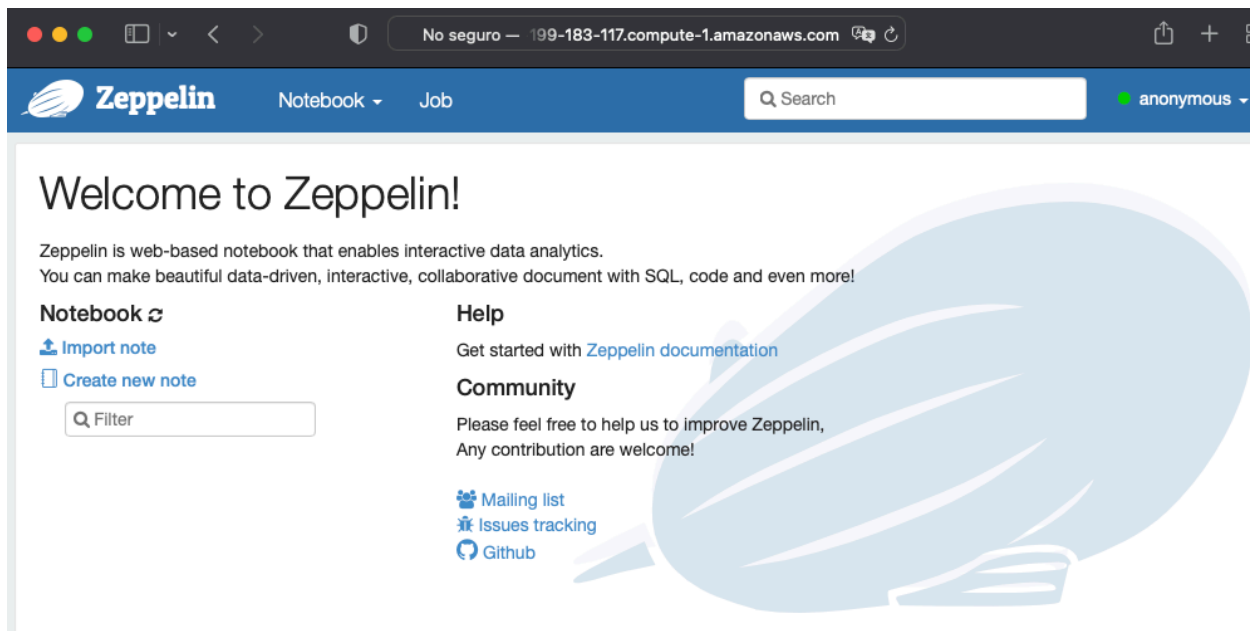 No seguro — 199-183-117.compute-1.amazonaws.com
Zeppelin
Notebook
Job
Search
anonymous
Welcome to Zeppelin!
Zeppelin is web-based notebook that enables interactive data analytics.
You can make beautiful data-driven, interactive, collaborative document with SQL, code and even more!
Notebook
Import note
Create new note
Filter
Help
Get started with Zeppelin documentation
Community
Please feel free to help us to improve Zeppelin,
Any contribution are welcome!
Mailing list
Issues tracking
Github